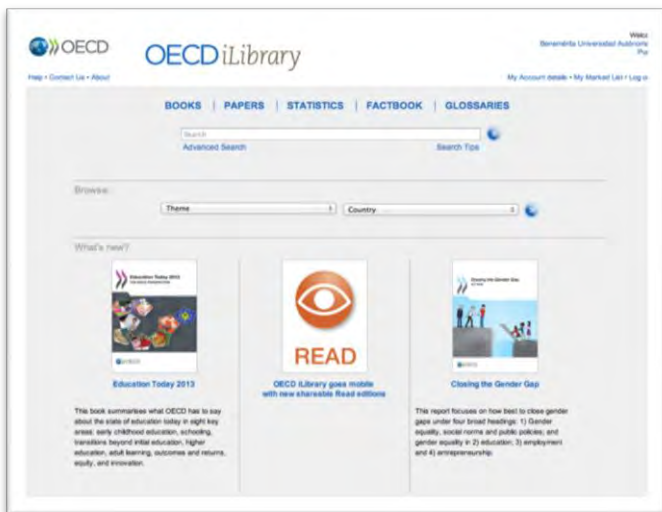 OECD
OECD iLibrary
Welco
Benemérita Universidad Autónoma
Pue
Help • Contact Us • About
My Account details • My Marked List • Log o
BOOKS | PAPERS | STATISTICS | FACTBOOK | GLOSSARIES
Search
Advanced Search
Search Tips
Browse:
Theme
Country
What's new?
Education Today 2013
OECD
READ
Closing the Gender Gap
OECD
Education Today 2013
OECD iLibrary goes mobile
with new shareable Read editions
Closing the Gender Gap
This book summarises what OECD has to say
about the state of education today in eight key
areas: early childhood education, schooling,
transitions beyond initial education, higher
education, adult learning, outcomes and returns,
equity, and innovation.
This report focuses on how best to close gender
gaps under four broad headings: 1) Gender
equality, social norms and public policies; and
gender equality in 2) education; 3) employment
and 4) entrepreneurship.